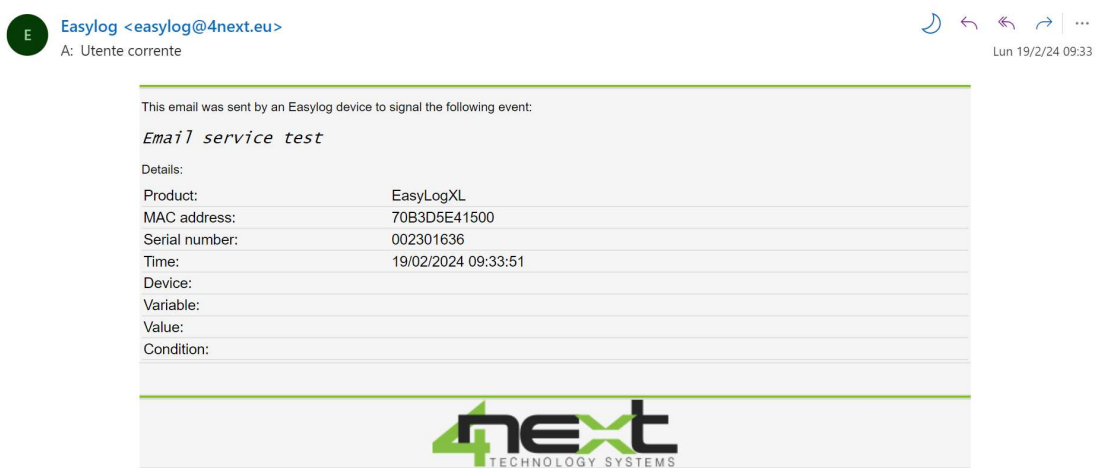 E
Easylog <easylog@4next.eu>
A: Utente corrente
Lun 19/2/24 09:33
This email was sent by an Easylog device to signal the following event:
Email service test
Details:
Product: EasyLogXL
MAC address: 70B3D5E41500
Serial number: 002301636
Time: 19/02/2024 09:33:51
Device:
Variable:
Value:
Condition:
4next
TECHNOLOGY SYSTEMS